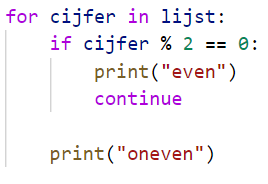 for cijfer in lijst:
    if cijfer % 2 == 0:
        print("even")
        continue

    print("oneven")